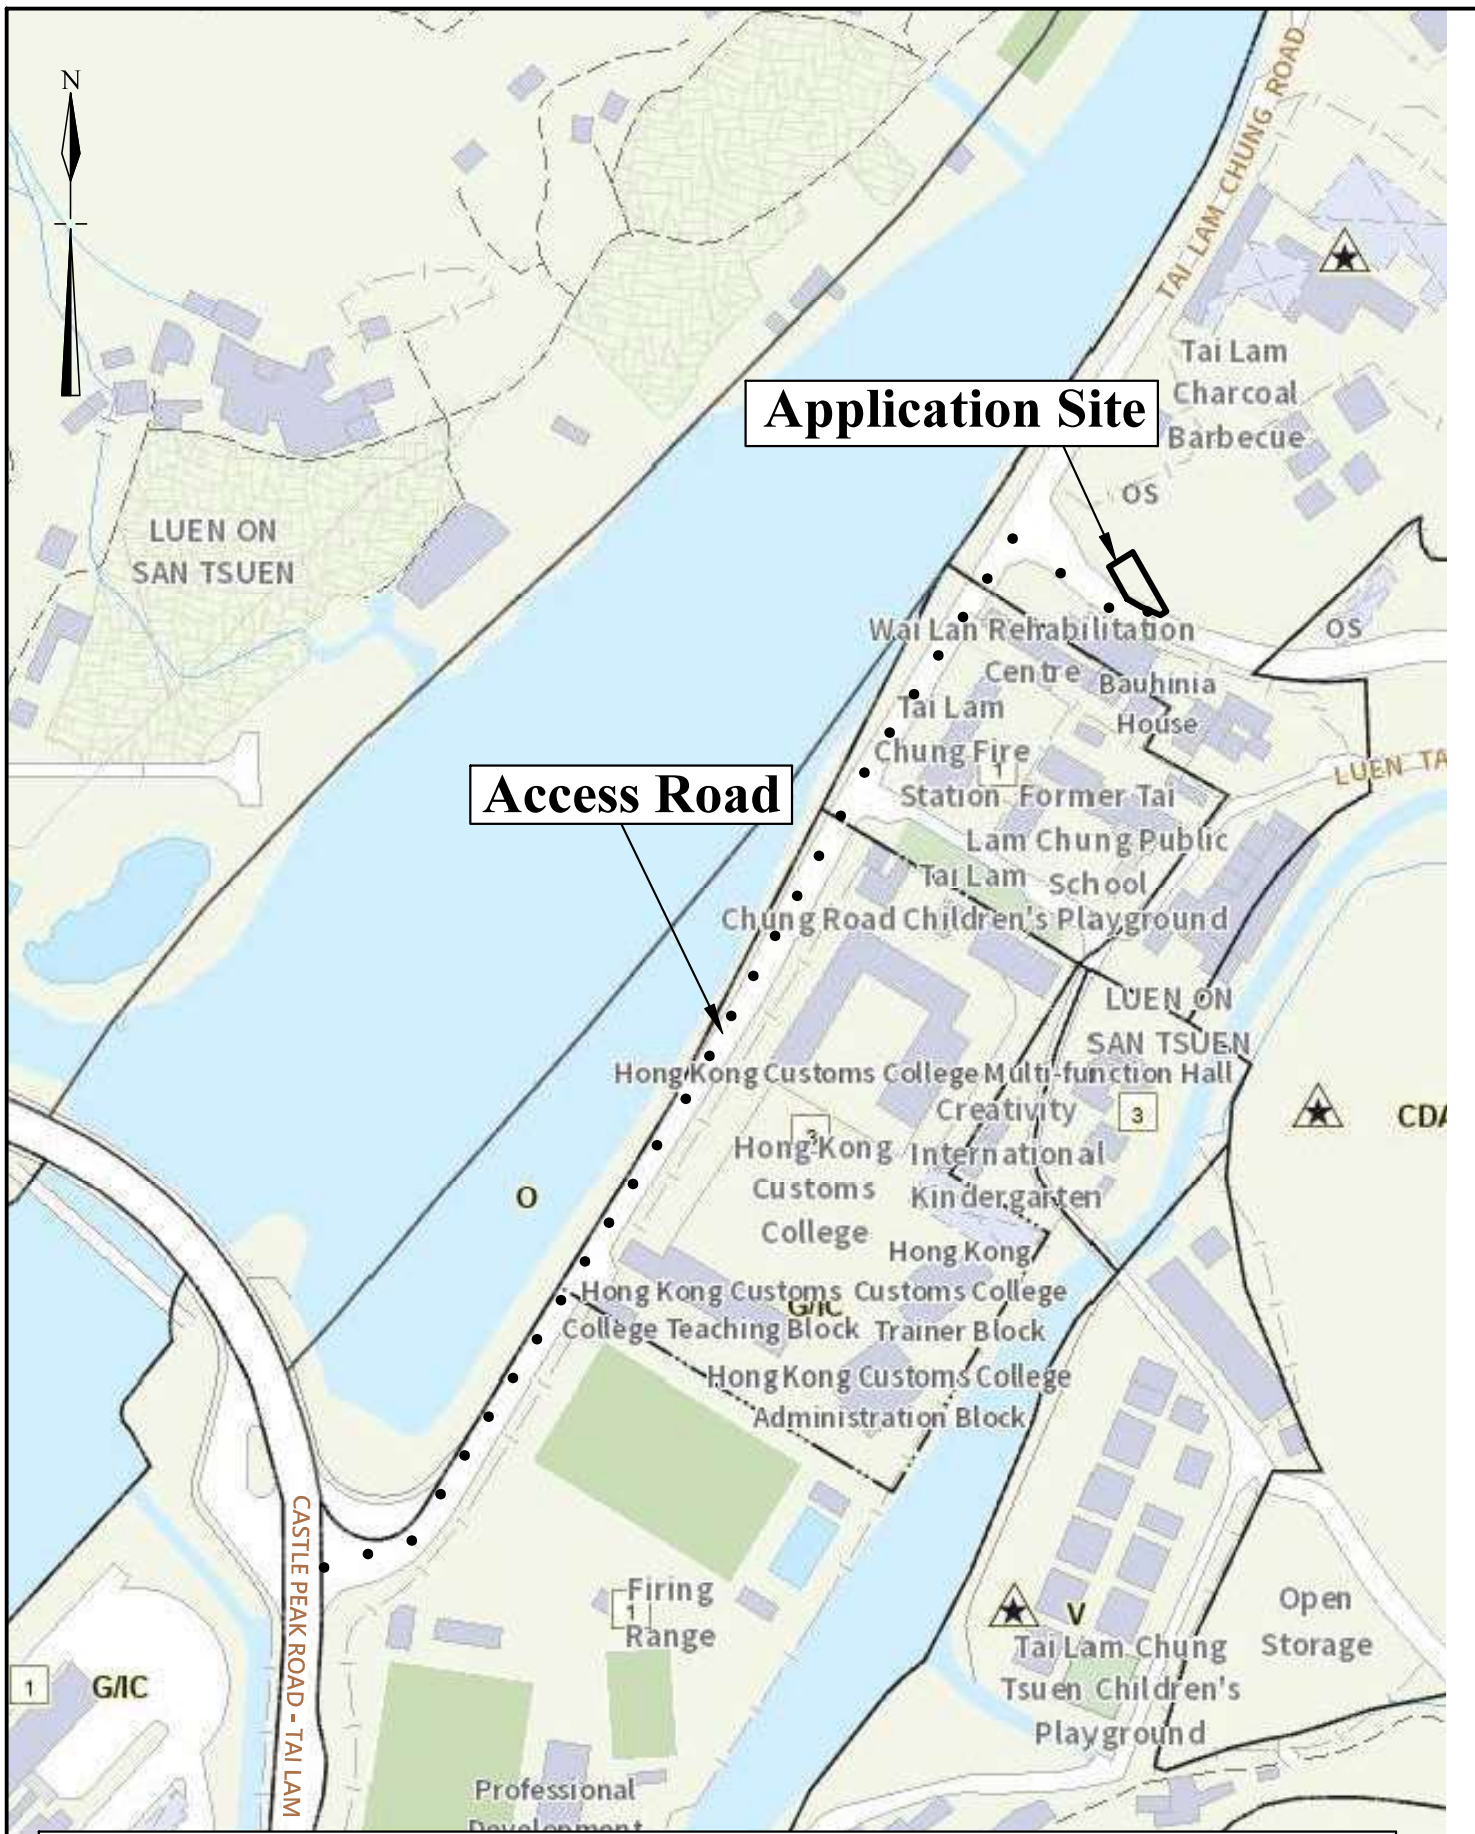 N
TAI LAM CHUNG ROAD
Tai Lam
Charcoal
Barbecue
Application Site
OS
LUEN ON
SAN TSUEN
OS
Wai Lan Rehabilitation
Centre
Bauhinia
House
Tai Lam
Chung Fire
Station
1
LUEN TA
Access Road
Former Tai
Lam Chung Public
School
Tai Lam
Chung Road Children's Playground
LUEN ON
SAN TSUEN
Hong Kong Customs College Multi-function Hall
Creativity
International
Kindergarten
3
CDA
3
Hong Kong
Customs
College
O
Hong Kong
Customs College
Trainer Block
Hong Kong Customs
College Teaching Block
G/IC
Hong Kong Customs College
Administration Block
CASTLE PEAK ROAD - TAI LAM
Firing
Range
1
V
Tai Lam Chung
Tsuen Children's
Playground
Open
Storage
1
G/IC
Professional
Development